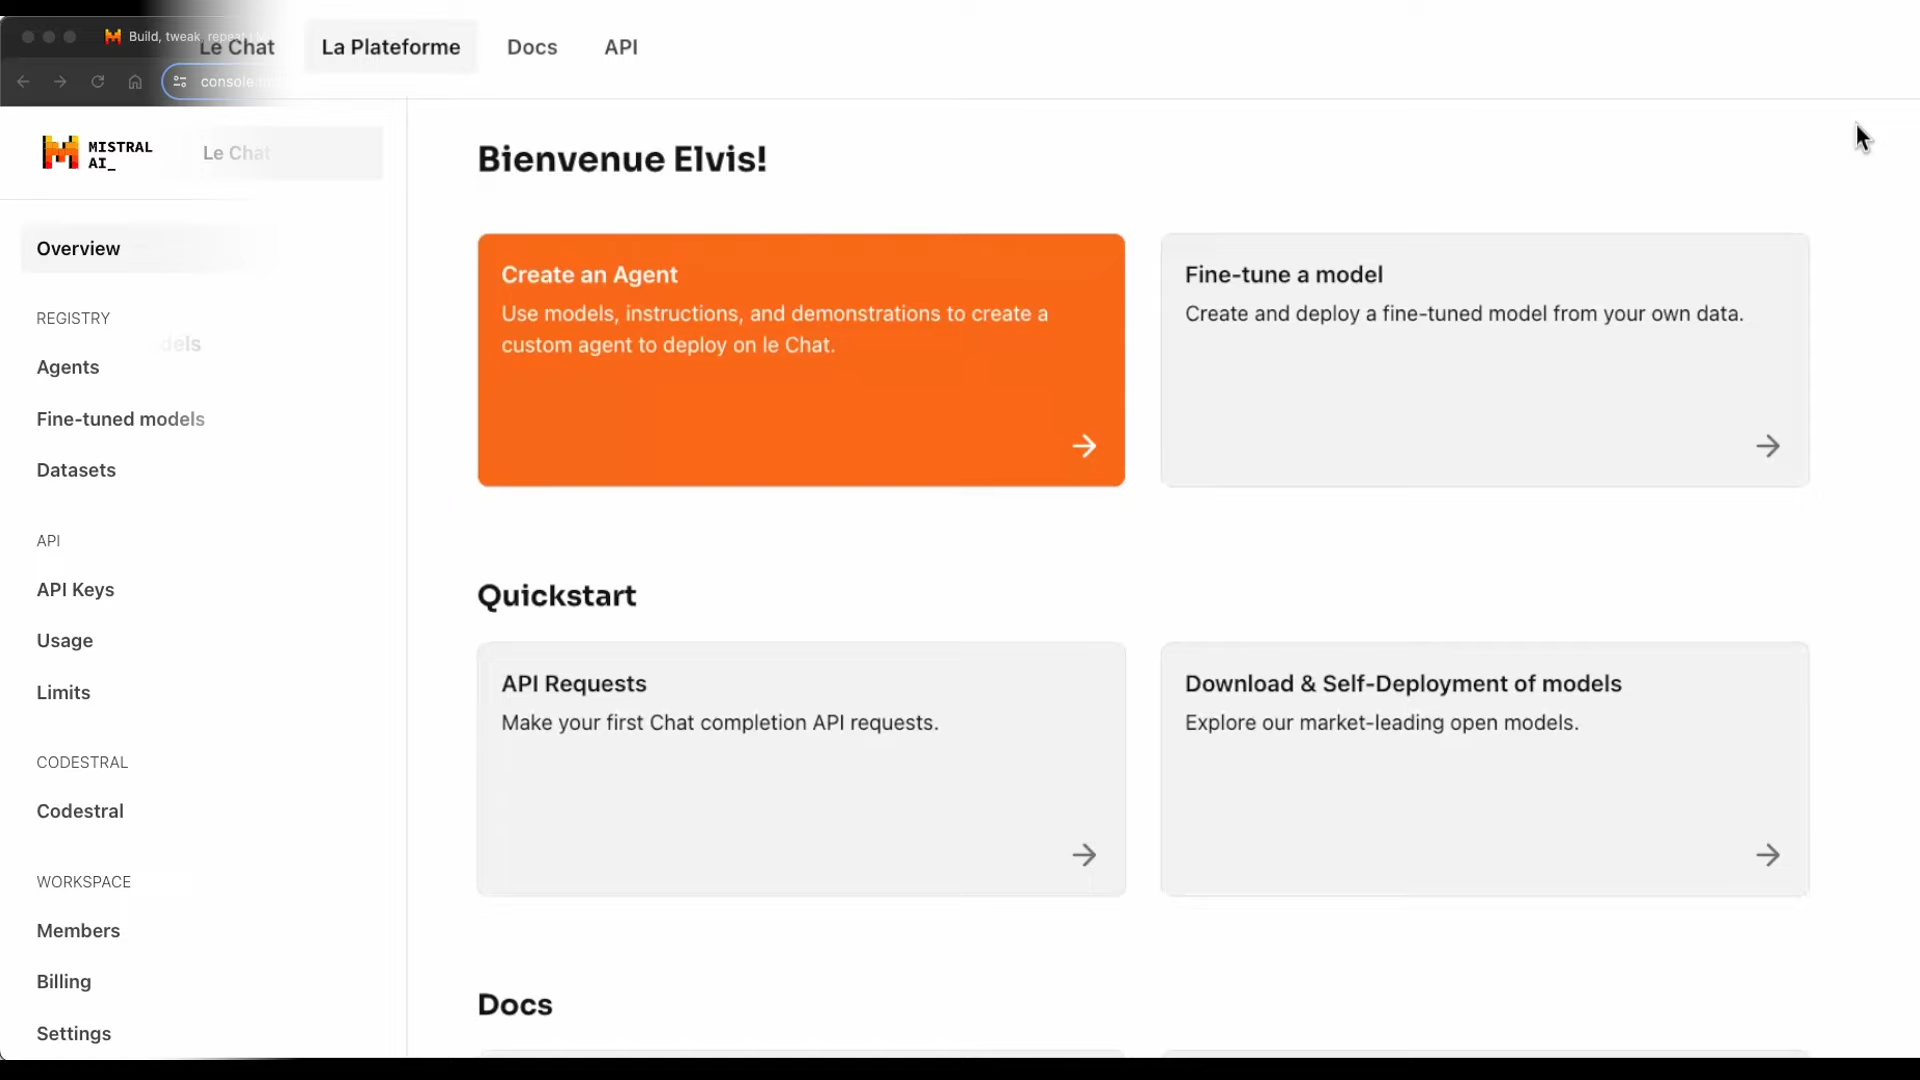 Build, tweak, repeat
Le Chat
La Plateforme
Docs
API
console
MISTRAL
AI_
Le Chat
Overview
REGISTRY
Agents
Fine-tuned models
Datasets
API
API Keys
Usage
Limits
CODESTRAL
Codestral
WORKSPACE
Members
Billing
Settings
Bienvenue Elvis!
Create an Agent
Use models, instructions, and demonstrations to create a
custom agent to deploy on le Chat.
Fine-tune a model
Create and deploy a fine-tuned model from your own data.
Quickstart
API Requests
Make your first Chat completion API requests.
Download & Self-Deployment of models
Explore our market-leading open models.
Docs